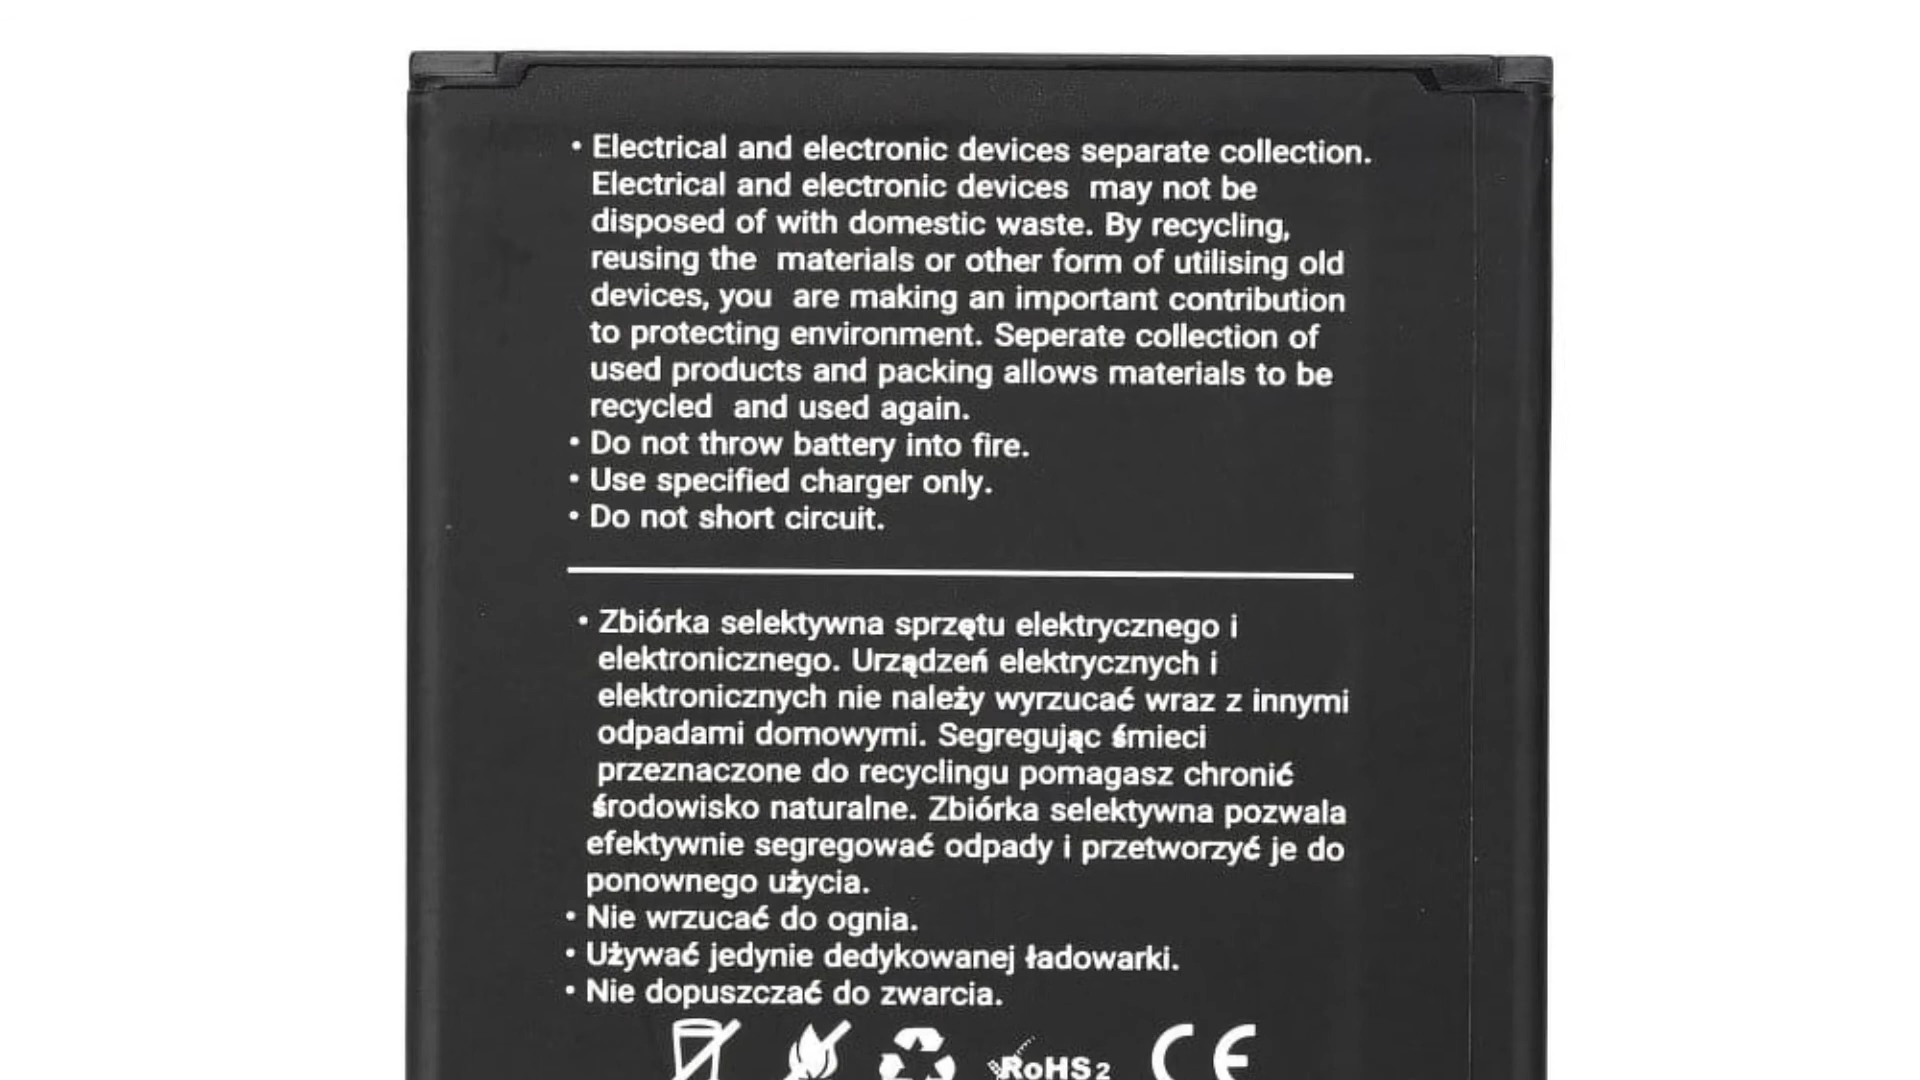 • Electrical and electronic devices separate collection.
Electrical and electronic devices  may not be
disposed of with domestic waste. By recycling,
reusing the  materials or other form of utilising old
devices, you  are making an important contribution
to protecting environment. Seperate collection of
used products and packing allows materials to be
recycled  and used again.
• Do not throw battery into fire.
• Use specified charger only.
• Do not short circuit.
• Zbiórka selektywna sprzętu elektrycznego i
elektronicznego. Urządzeń elektrycznych i
elektronicznych nie należy wyrzucać wraz z innymi
odpadami domowymi. Segregując śmieci
przeznaczone do recyclingu pomagasz chronić
środowisko naturalne. Zbiórka selektywna pozwala
efektywnie segregować odpady i przetworzyć je do
ponownego użycia.
• Nie wrzucać do ognia.
• Używać jedynie dedykowanej ładowarki.
• Nie dopuszczać do zwarcia.
RoHS2 CE